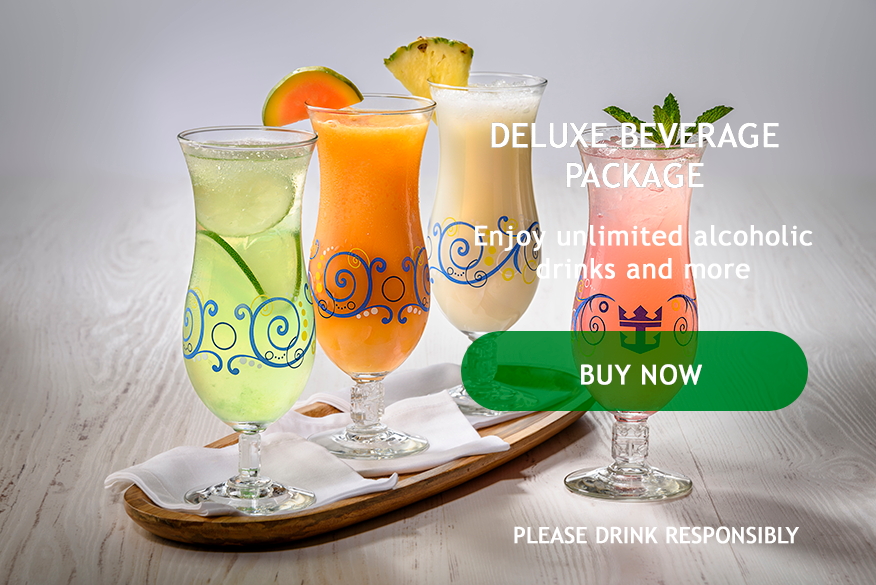 DELUXE BEVERAGE
PACKAGE
Enjoy unlimited alcoholic
drinks and more
BUY NOW
PLEASE DRINK RESPONSIBLY